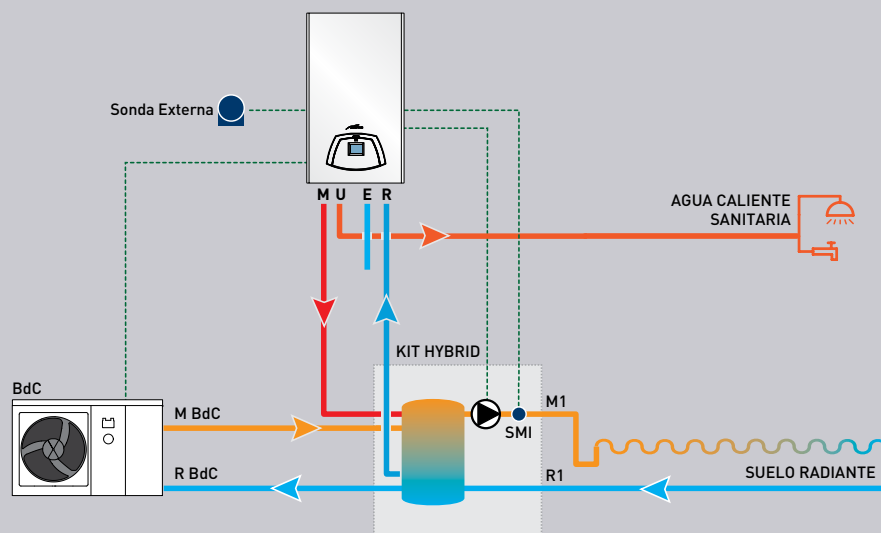 Sonda Externa
M U E R
AGUA CALIENTE
SANITARIA
KIT HYBRID
BdC
M BdC
M1
SMI
R BdC
R1
SUELO RADIANTE